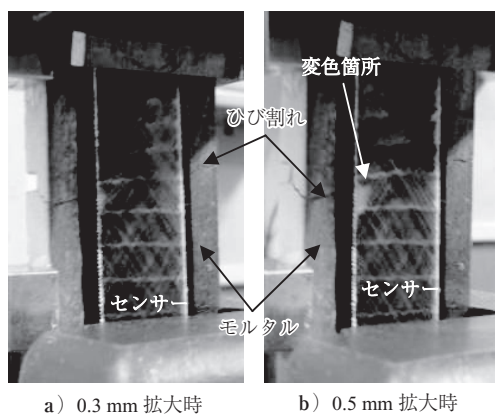 変色箇所
ひび割れ
センサー
センサー
モルタル
a）0.3 mm 拡大時
b）0.5 mm 拡大時